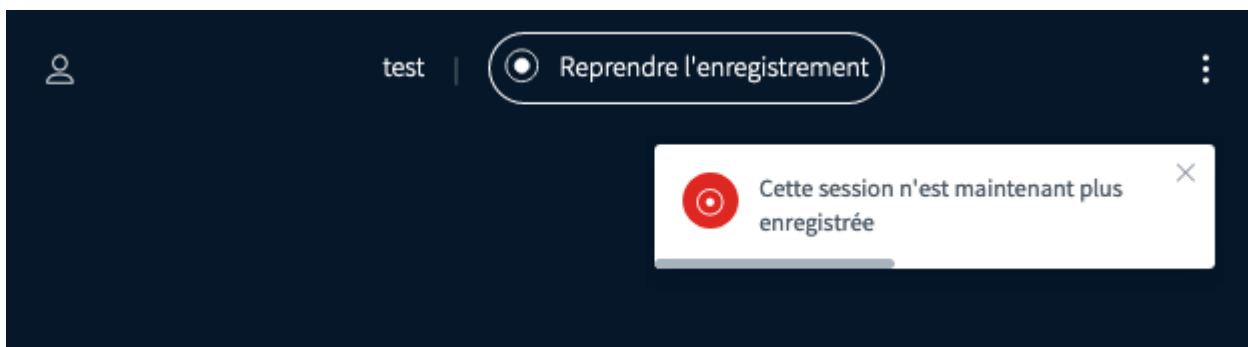 test | Reprendre l'enregistrement
Cette session n'est maintenant plus
enregistrée